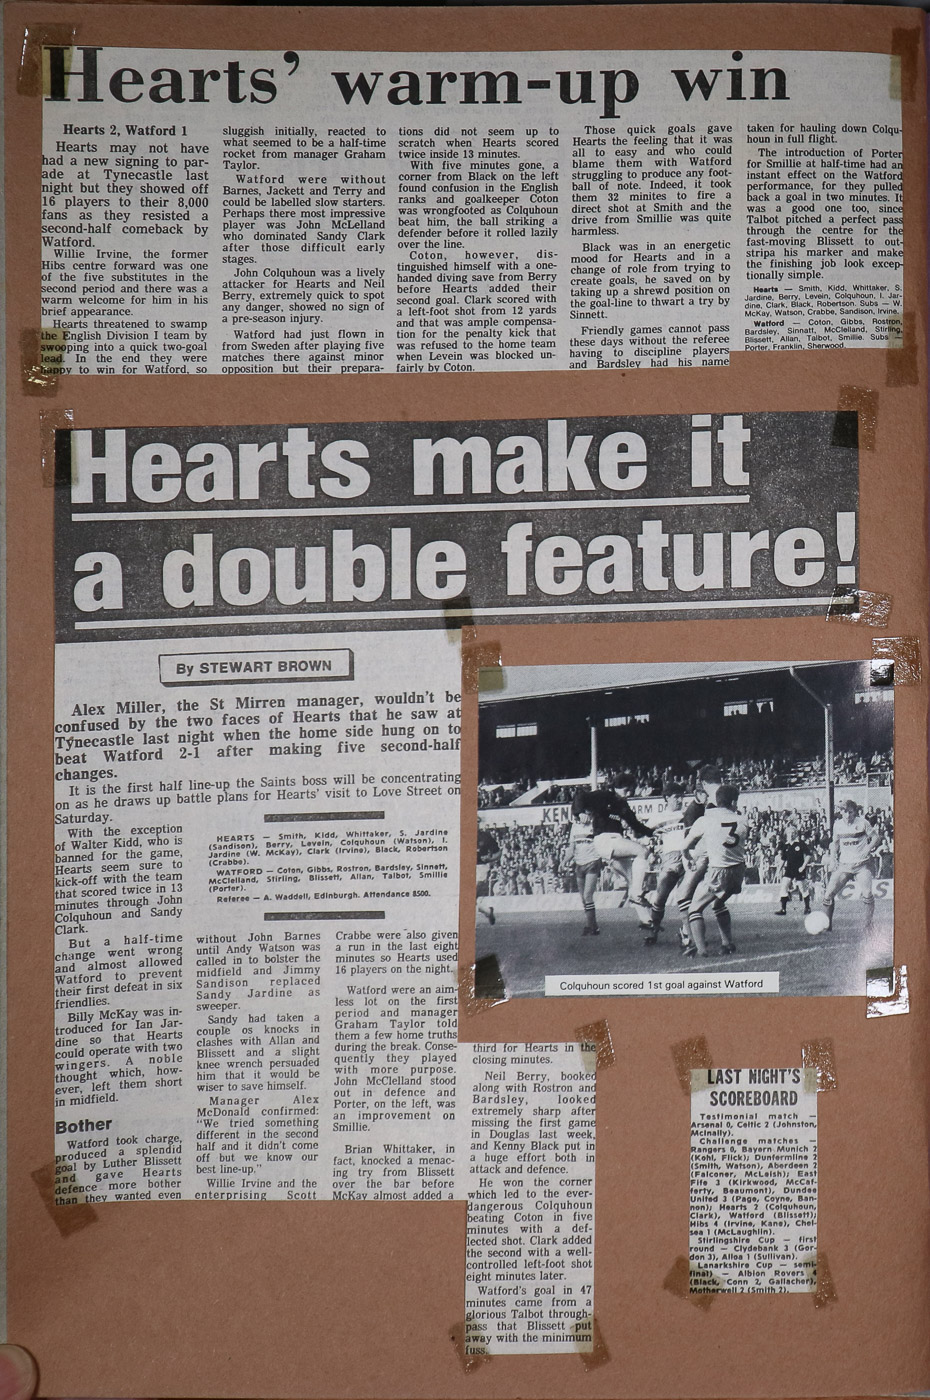 Hearts' warm-up win
Hearts 2, Watford 1
Hearts may not have
had a new signing to par-
ade at Tynecastle last
night but they showed off
16 players to their 8,000
fans as they resisted a
second-half comeback by
Watford.
Willie Irvine, the former
Hibs centre forward was one
of the five substitutes in the
second period and there was a
warm welcome for him in his
brief appearance.
Hearts threatened to swamp
the English Division I team by
swooping into a quick two-goal
lead. In the end they were
happy to win for Watford, so
sluggish initially, reacted to
what seemed to be a half-time
rocket from manager Graham
Taylor.
Watford were without
Barnes, Jackett and Terry and
could be labelled slow starters.
Perhaps there most impressive
player was John McLelland
who dominated Sandy Clark
after those difficult early
stages.
John Colquhoun was a lively
attacker for Hearts and Neil
Berry, extremely quick to spot
any danger, showed no sign of
a pre-season injury.
Watford had just flown in
from Sweden after playing five
matches there against minor
opposition but their prepara-
tions did not seem up to
scratch when Hearts scored
twice inside 13 minutes.
With five minutes gone, a
corner from Black on the left
found confusion in the English
ranks and goalkeeper Coton
was wrongfooted as Colquhoun
beat him, the ball striking a
defender before it rolled lazily
over the line.
Coton, however, dis-
tinguished himself with a one-
handed diving save from Berry
before Hearts added their
second goal. Clark scored with
a left-foot shot from 12 yards
and that was ample compensa-
tion for the penalty kick that
was refused to the home team
when Levein was blocked un-
fairly by Coton.
Those quick goals gave
Hearts the feeling that it was
all to easy and who could
blame them with Watford
struggling to produce any foot-
ball of note. Indeed, it took
them 32 minites to fire a
direct shot at Smith and the
drive from Smillie was quite
harmless.
Black was in an energetic
mood for Hearts and in a
change of role from trying to
create goals, he saved on by
taking up a shrewd position on
the goal-line to thwart a try by
Sinnett.
Friendly games cannot pass
these days without the referee
having to discipline players
and Bardsley had his name
taken for hauling down Colqu-
houn in full flight.
The introduction of Porter
for Smillie at half-time had an
instant effect on the Watford
performance, for they pulled
back a goal in two minutes. It
was a good one too, since
Talbot pitched a perfect pass
through the centre for the
fast-moving Blissett to out-
stripa his marker and make
the finishing job look excep-
tionally simple.
Hearts — Smith, Kidd, Whittaker, S.
Jardine, Berry, Levein, Colquhoun, I. Jar-
dine, Clark, Black, Robertson. Subs — W.
McKay, Watson, Crabbe, Sandison, Irvine.
Watford — Coton, Gibbs, Rostron,
Bardsley, Sinnatt, McClelland, Stirling,
Blissett, Allan, Talbot, Smillie. Subs —
Porter, Franklin, Sherwood.
Hearts make it
a double feature!
By STEWART BROWN
Alex Miller, the St Mirren manager, wouldn't be
confused by the two faces of Hearts that he saw at
Tynecastle last night when the home side hung on to
beat Watford 2-1 after making five second-half
changes.
It is the first half line-up the Saints boss will be concentrating
on as he draws up battle plans for Hearts' visit to Love Street on
Saturday.
With the exception
of Walter Kidd, who is
banned for the game,
Hearts seem sure to
kick-off with the team
that scored twice in 13
minutes through John
Colquhoun and Sandy
Clark.
But a half-time
change went wrong
and almost allowed
Watford to prevent
their first defeat in six
friendlies.
Billy McKay was in-
troduced for Ian Jar-
dine so that Hearts
could operate with two
wingers. A noble
thought which, how-
ever, left them short
in midfield.
Bother
Watford took charge,
produced a splendid
goal by Luther Blissett
and gave Hearts
defence more bother
than they wanted even
HEARTS — Smith, Kidd, Whittaker, S. Jardine
(Sandison), Berry, Levein, Colquhoun (Watson), I.
Jardine (W. McKay), Clark (Irvine), Black, Robertson
(Crabbe).
WATFORD — Coton, Gibbs, Rostron, Bardsley, Sinnett,
McClelland, Stirling, Blissett, Allan, Talbot, Smillie
(Porter).
Referee — A. Waddell, Edinburgh. Attendance 8500.
without John Barnes
until Andy Watson was
called in to bolster the
midfield and Jimmy
Sandison replaced
Sandy Jardine as
sweeper.
Sandy had taken a
couple os knocks in
clashes with Allan and
Blissett and a slight
knee wrench persuaded
him that it would be
wiser to save himself.
Manager Alex
McDonald confirmed:
"We tried something
different in the second
half and it didn't come
off but we know our
best line-up."
Willie Irvine and the
enterprising Scott
Crabbe were also given
a run in the last eight
minutes so Hearts used
16 players on the night.
Watford were an aim-
less lot on the first
period and manager
Graham Taylor told
them a few home truths
during the break. Conse-
quently they played
with more purpose.
John McClelland stood
out in defence and
Porter, on the left, was
an improvement on
Smillie.
Brian Whittaker, in
fact, knocked a menac-
ing try from Blissett
over the bar before
McKay almost added a
third for Hearts in the
closing minutes.
Neil Berry, booked
along with Rostron and
Bardsley, looked
extremely sharp after
missing the first game
in Douglas last week,
and Kenny Black put in
a huge effort both in
attack and defence.
He won the corner
which led to the ever-
dangerous Colquhoun
beating Coton in five
minutes with a def-
lected shot. Clark added
the second with a well-
controlled left-foot shot
eight minutes later.
Watford's goal in 47
minutes came from a
glorious Talbot through-
pass that Blissett put
away with the minimum
fuss.
KEN
3
Colquhoun scored 1st goal against Watford
LAST NIGHT'S
SCOREBOARD
Testimonial match —
Arsenal 0, Celtic 2 (Johnston,
McInally).
Challenge matches —
Rangers 0, Bayern Munich 2
(Kohl, Flick); Dunfermline 2
(Smith, Watson), Aberdeen 2
(Falconer, McLeish); East
Fife 3 (Kirkwood, McCaf-
ferty, Beaumont), Dundee
United 3 (Page, Coyne, Ban-
non); Hearts 2 (Colquhoun,
Clark), Watford (Blissett);
Hibs 4 (Irvine, Kane), Chel-
sea 1 (McLaughlin).
Stirlingshire Cup — first
round — Clydebank 3 (Gor-
don 3), Alloa 1 (Sullivan).
Lanarkshire Cup — semi-
final) — Albion Rovers 4
(Black, Conn 2, Gallacher),
Motherwell 2 (Smith 2).